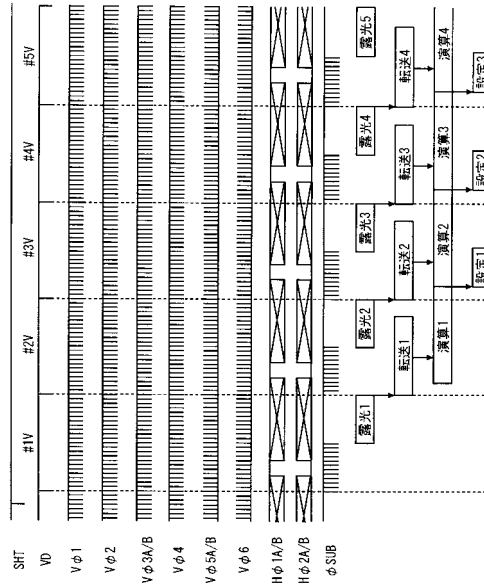 #1V #2V #3V #4V #5V
SHT
VD
Vφ1
Vφ2
Vφ3A/B
Vφ4
Vφ5A/B
Vφ6
Hφ1A/B
Hφ2A/B
φSUB
露光1 露光2 露光3 露光4 露光5
転送1 転送2 転送3 転送4
演算1 演算2 演算3 演算4
設定1 設定2 設定3